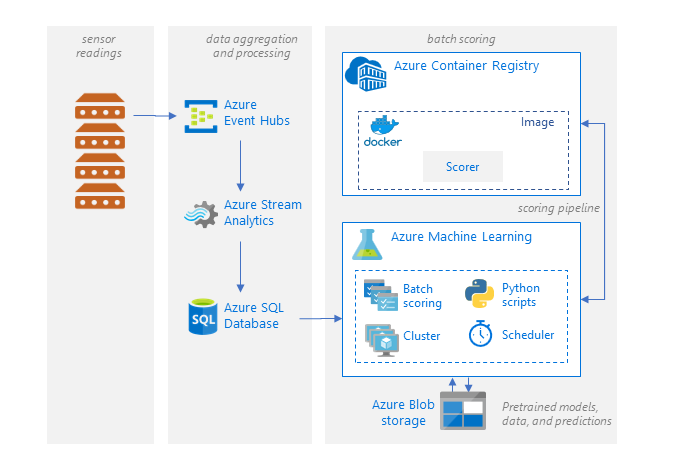 sensor
readings
data aggregation
and processing
batch scoring
Azure
Event Hubs
Azure Stream
Analytics
SQL
Azure SQL
Database
Azure Container Registry
docker
Image
Scorer
scoring pipeline
Azure Machine Learning
Batch
scoring
Python
scripts
Cluster
Scheduler
Azure Blob
storage
Pretrained models,
data, and predictions